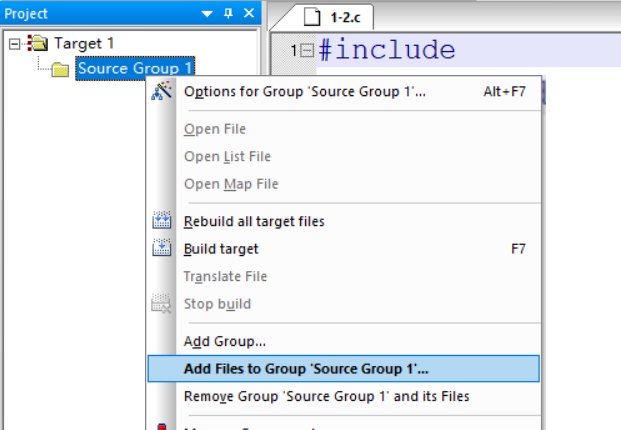 Project
1-2.c
Target 1
Source Group 1
1 #include
Options for Group 'Source Group 1'... Alt+F7
Open File
Open List File
Open Map File
Rebuild all target files
Build target F7
Translate File
Stop build
Add Group...
Add Files to Group 'Source Group 1'...
Remove Group 'Source Group 1' and its Files